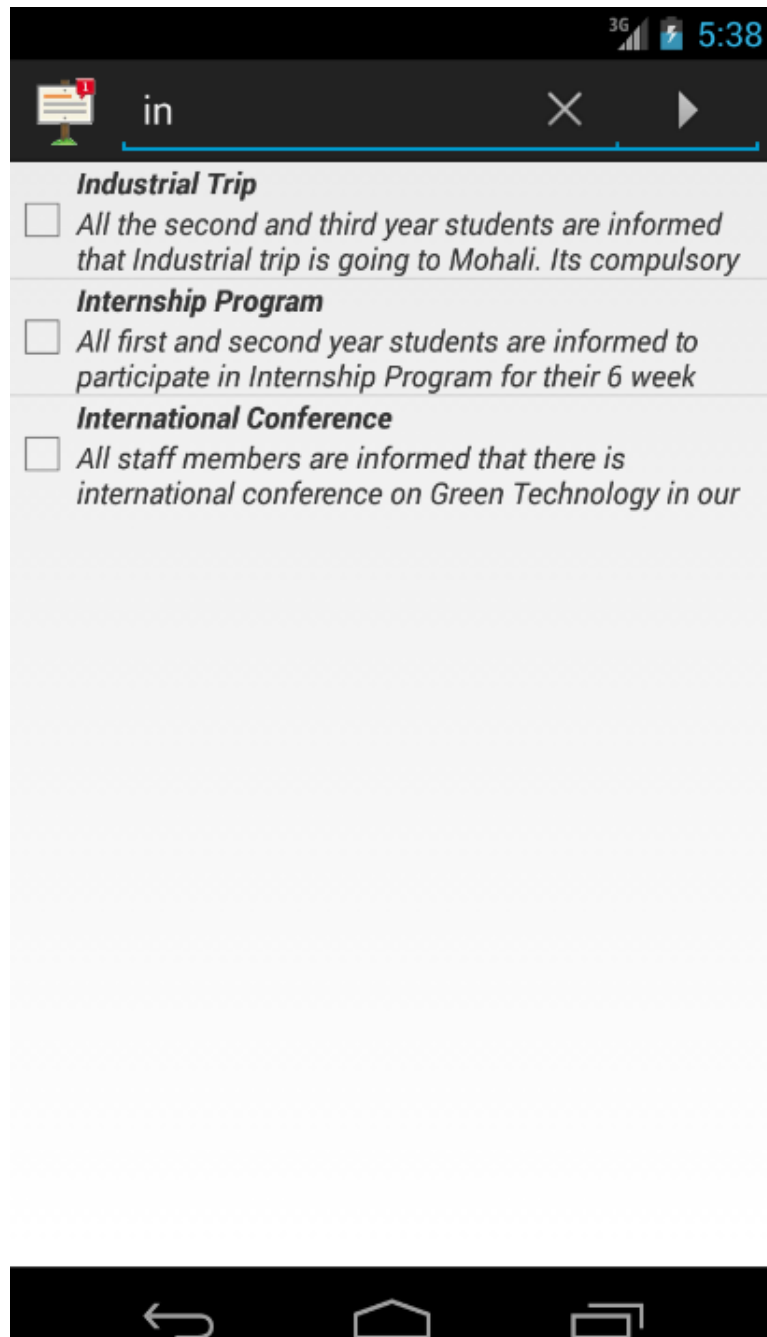 3G 5:38
1
in
Industrial Trip
All the second and third year students are informed
that Industrial trip is going to Mohali. Its compulsory
Internship Program
All first and second year students are informed to
participate in Internship Program for their 6 week
International Conference
All staff members are informed that there is
international conference on Green Technology in our